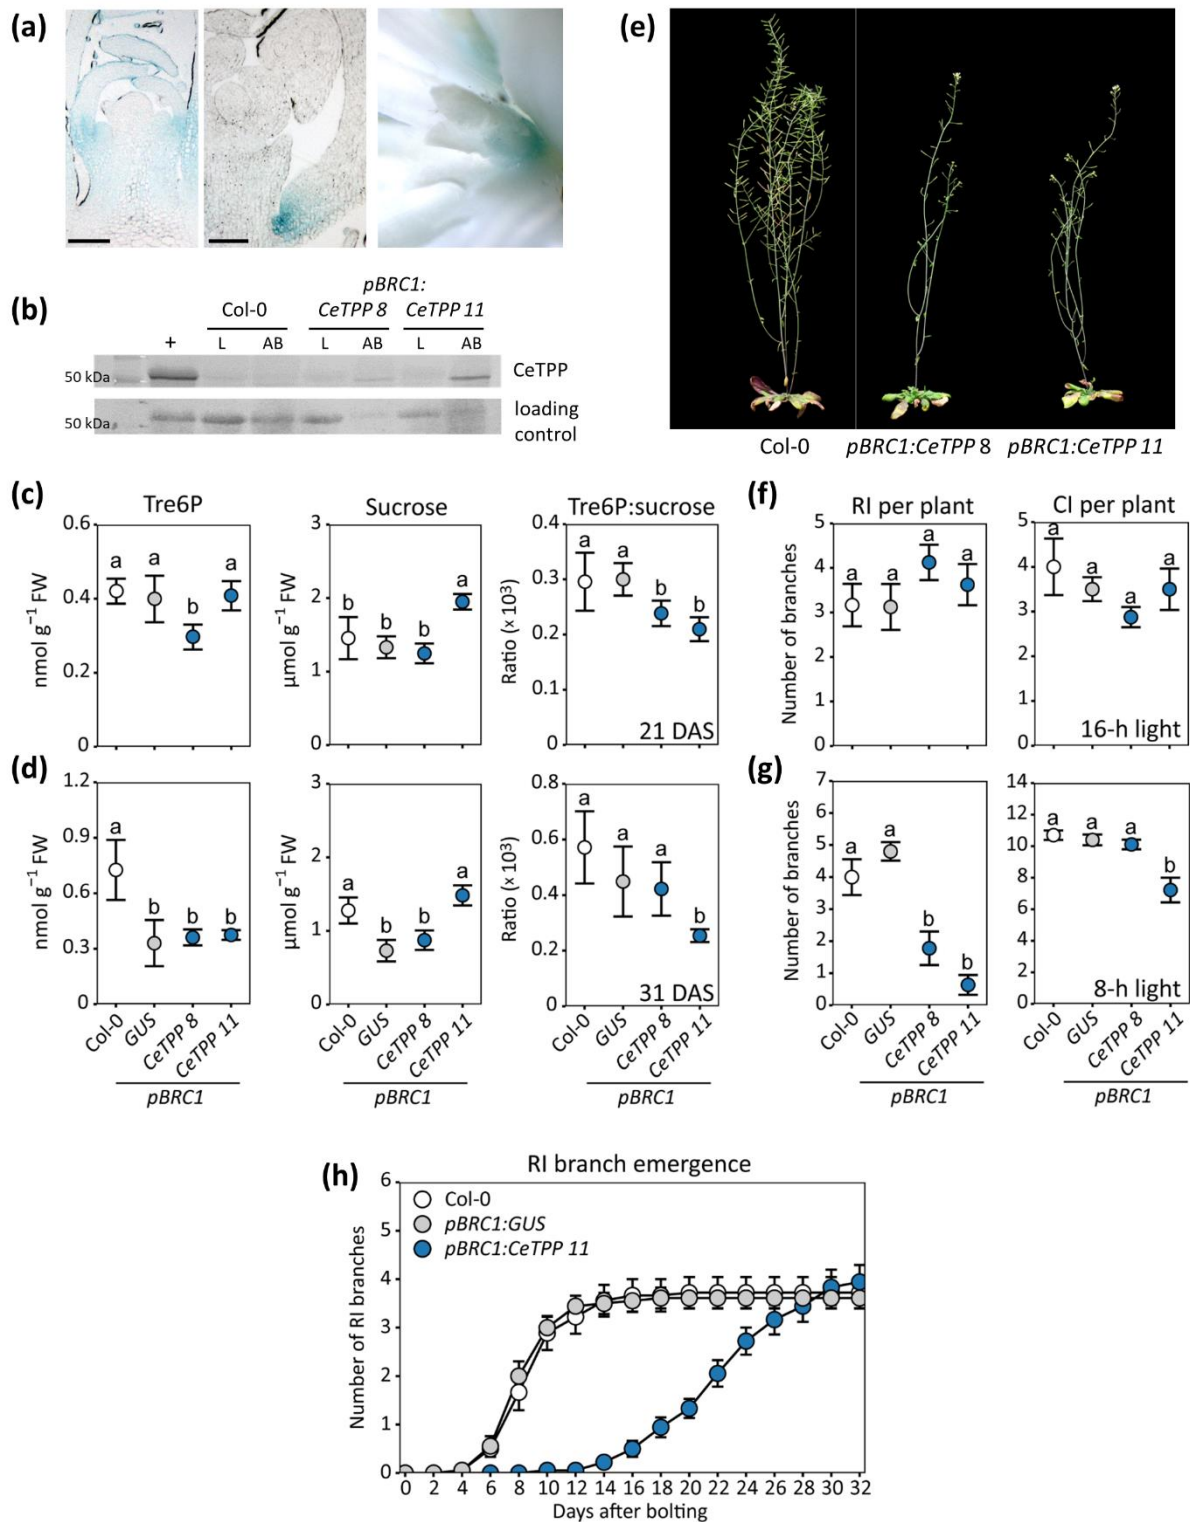 (a)
(b)
pBRC1:
Col-0 CeTPP 8 CeTPP 11
+ L AB L AB L AB
50 kDa CeTPP
50 kDa loading
control
(e)
Col-0 pBRC1:CeTPP 8 pBRC1:CeTPP 11
(c)
Tre6P
nmol g⁻¹ FW
0.6
0.4
0.2
0
a a b a
Sucrose
µmol g⁻¹ FW
3
2
1
0
b b b a
Tre6P:sucrose
Ratio (× 10³)
0.4
0.3
0.2
0.1
0
a a b b
21 DAS
(d)
nmol g⁻¹ FW
1.2
0.9
0.6
0.3
0
a b b b
Col-0 GUS CeTPP 8 CeTPP 11
pBRC1
µmol g⁻¹ FW
3
2
1
0
a b b a
Col-0 GUS CeTPP 8 CeTPP 11
pBRC1
Ratio (× 10³)
0.8
0.6
0.4
0.2
0
a a a b
31 DAS
Col-0 GUS CeTPP 8 CeTPP 11
pBRC1
(f)
RI per plant
Number of branches
5
4
3
2
1
0
a a a a
CI per plant
5
4
3
2
1
0
a a a a
16-h light
(g)
Number of branches
7
6
5
4
3
2
1
0
a a b b
Col-0 GUS CeTPP 8 CeTPP 11
pBRC1
14
12
10
8
6
4
2
0
a a a b
8-h light
Col-0 GUS CeTPP 8 CeTPP 11
pBRC1
(h)
RI branch emergence
Number of RI branches
6
5
4
3
2
1
0
Col-0
pBRC1:GUS
pBRC1:CeTPP 11
0 2 4 6 8 10 12 14 16 18 20 22 24 26 28 30 32
Days after bolting